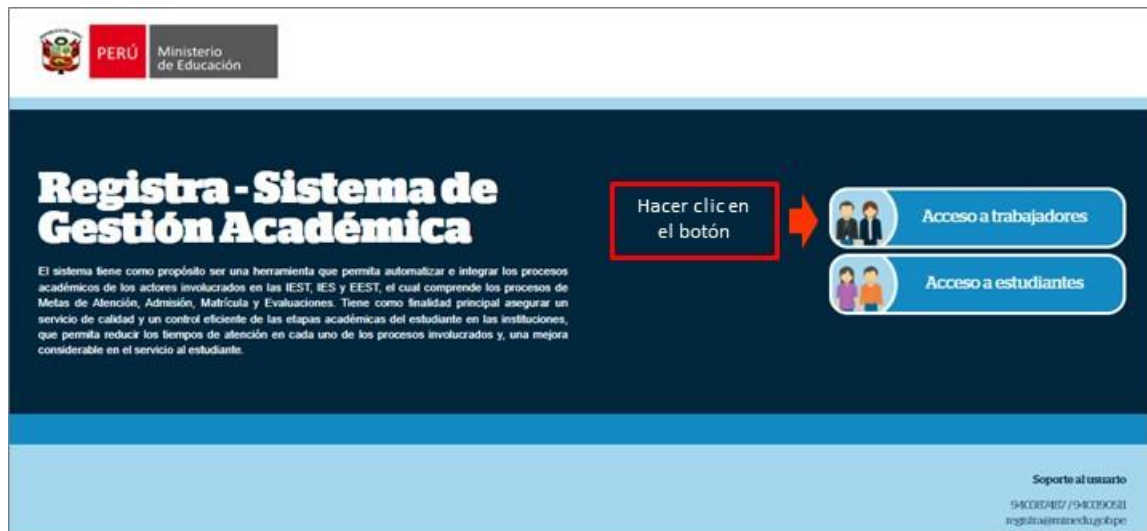 PERÚ
Ministerio
de Educación
Registra - Sistema de
Gestión Académica
El sistema tiene como propósito ser una herramienta que permita automatizar e integrar los procesos
académicos de los actores involucrados en las IEST, IES y EEST, el cual comprende los procesos de
Metas de Atención, Admisión, Matrícula y Evaluaciones. Tiene como finalidad principal asegurar un
servicio de calidad y un control eficiente de las etapas académicas del estudiante en las instituciones,
que permita reducir los tiempos de atención en cada uno de los procesos involucrados y, una mejora
considerable en el servicio al estudiante.
Hacer clic en
el botón
Acceso a trabajadores
Acceso a estudiantes
Soporte al usuario
registra@minedu.gob.pe